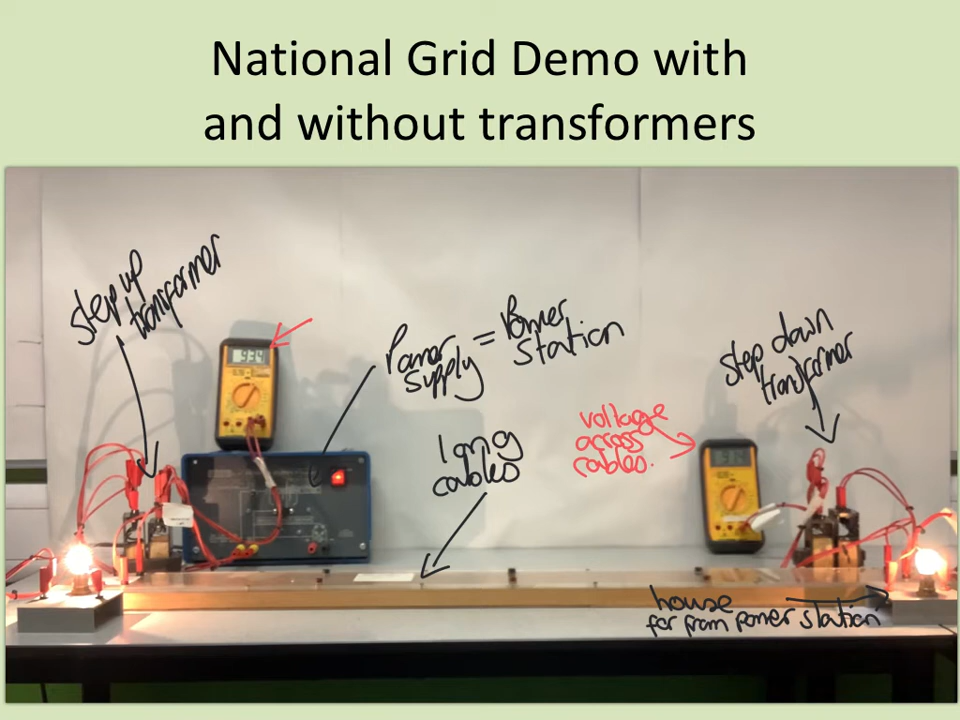 National Grid Demo with
and without transformers
step up
transformer
934
Power
supply
= Power
station
step down
transformer
long
cables
voltage
across
cables.
house
far from power station